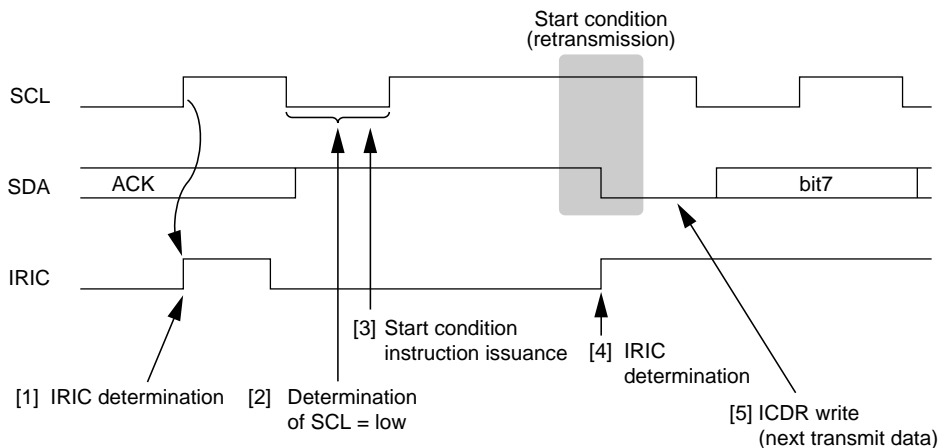 Start condition
(retransmission)
SCL
SDA
ACK
bit7
IRIC
[3] Start condition
instruction issuance
[4] IRIC
determination
[1] IRIC determination
[2] Determination
of SCL = low
[5] ICDR write
(next transmit data)